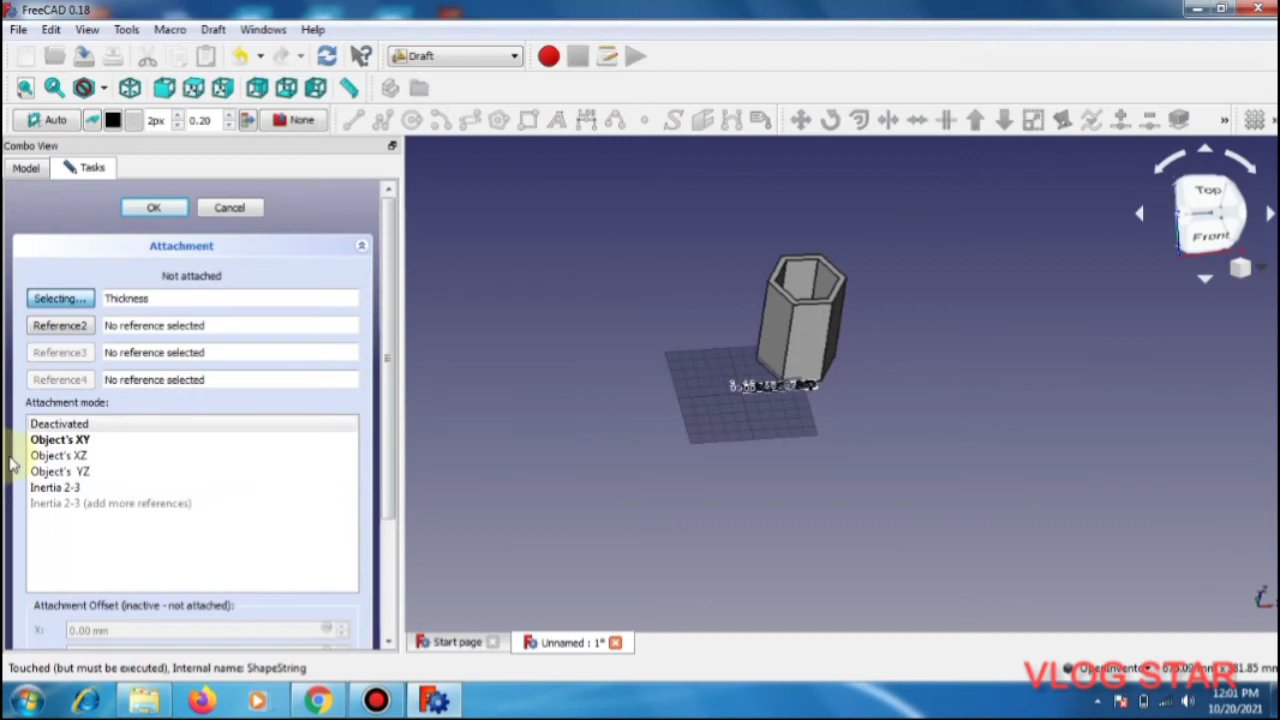 FreeCAD 0.18
File Edit View Tools Macro Draft Windows Help
Draft
Auto 2px 0.20 None
Combo View
Model Tasks
OK Cancel
Attachment
Not attached
Selecting... Thickness
Reference2 No reference selected
Reference3 No reference selected
Reference4 No reference selected
Attachment mode:
Deactivated
Object's XY
Object's XZ
Object's YZ
Inertia 2-3
Inertia 2-3 (add more references)
Attachment Offset (inactive - not attached):
X: 0.00 mm
Top
Front
Z
Start page Unnamed : 1*
Touched (but must be executed), Internal name: ShapeString
VLOG STAR
12:01 PM
10/20/2021